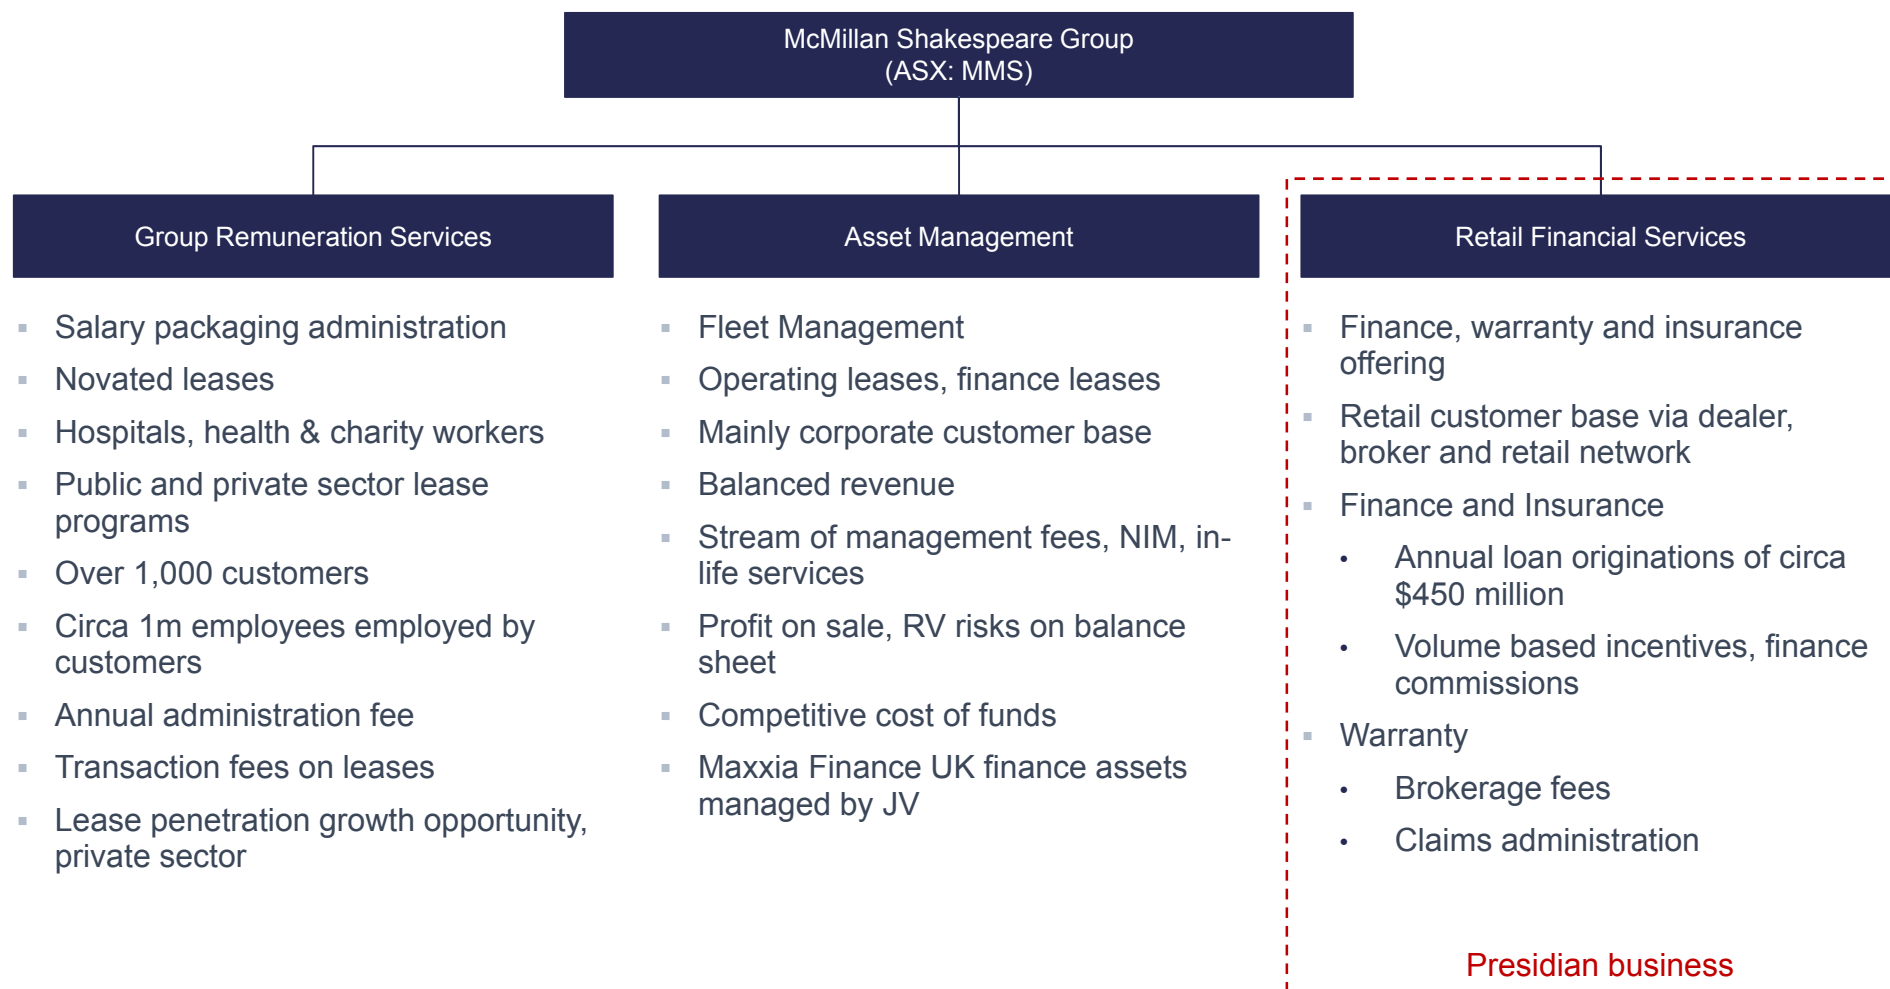 McMillan Shakespeare Group
(ASX: MMS)
Group Remuneration Services
▪ Salary packaging administration
▪ Novated leases
▪ Hospitals, health & charity workers
▪ Public and private sector lease
programs
▪ Over 1,000 customers
▪ Circa 1m employees employed by
customers
▪ Annual administration fee
▪ Transaction fees on leases
▪ Lease penetration growth opportunity,
private sector
Asset Management
▪ Fleet Management
▪ Operating leases, finance leases
▪ Mainly corporate customer base
▪ Balanced revenue
▪ Stream of management fees, NIM, in-
life services
▪ Profit on sale, RV risks on balance
sheet
▪ Competitive cost of funds
▪ Maxxia Finance UK finance assets
managed by JV
Retail Financial Services
▪ Finance, warranty and insurance
offering
▪ Retail customer base via dealer,
broker and retail network
▪ Finance and Insurance
• Annual loan originations of circa
$450 million
• Volume based incentives, finance
commissions
▪ Warranty
• Brokerage fees
• Claims administration
Presidian business